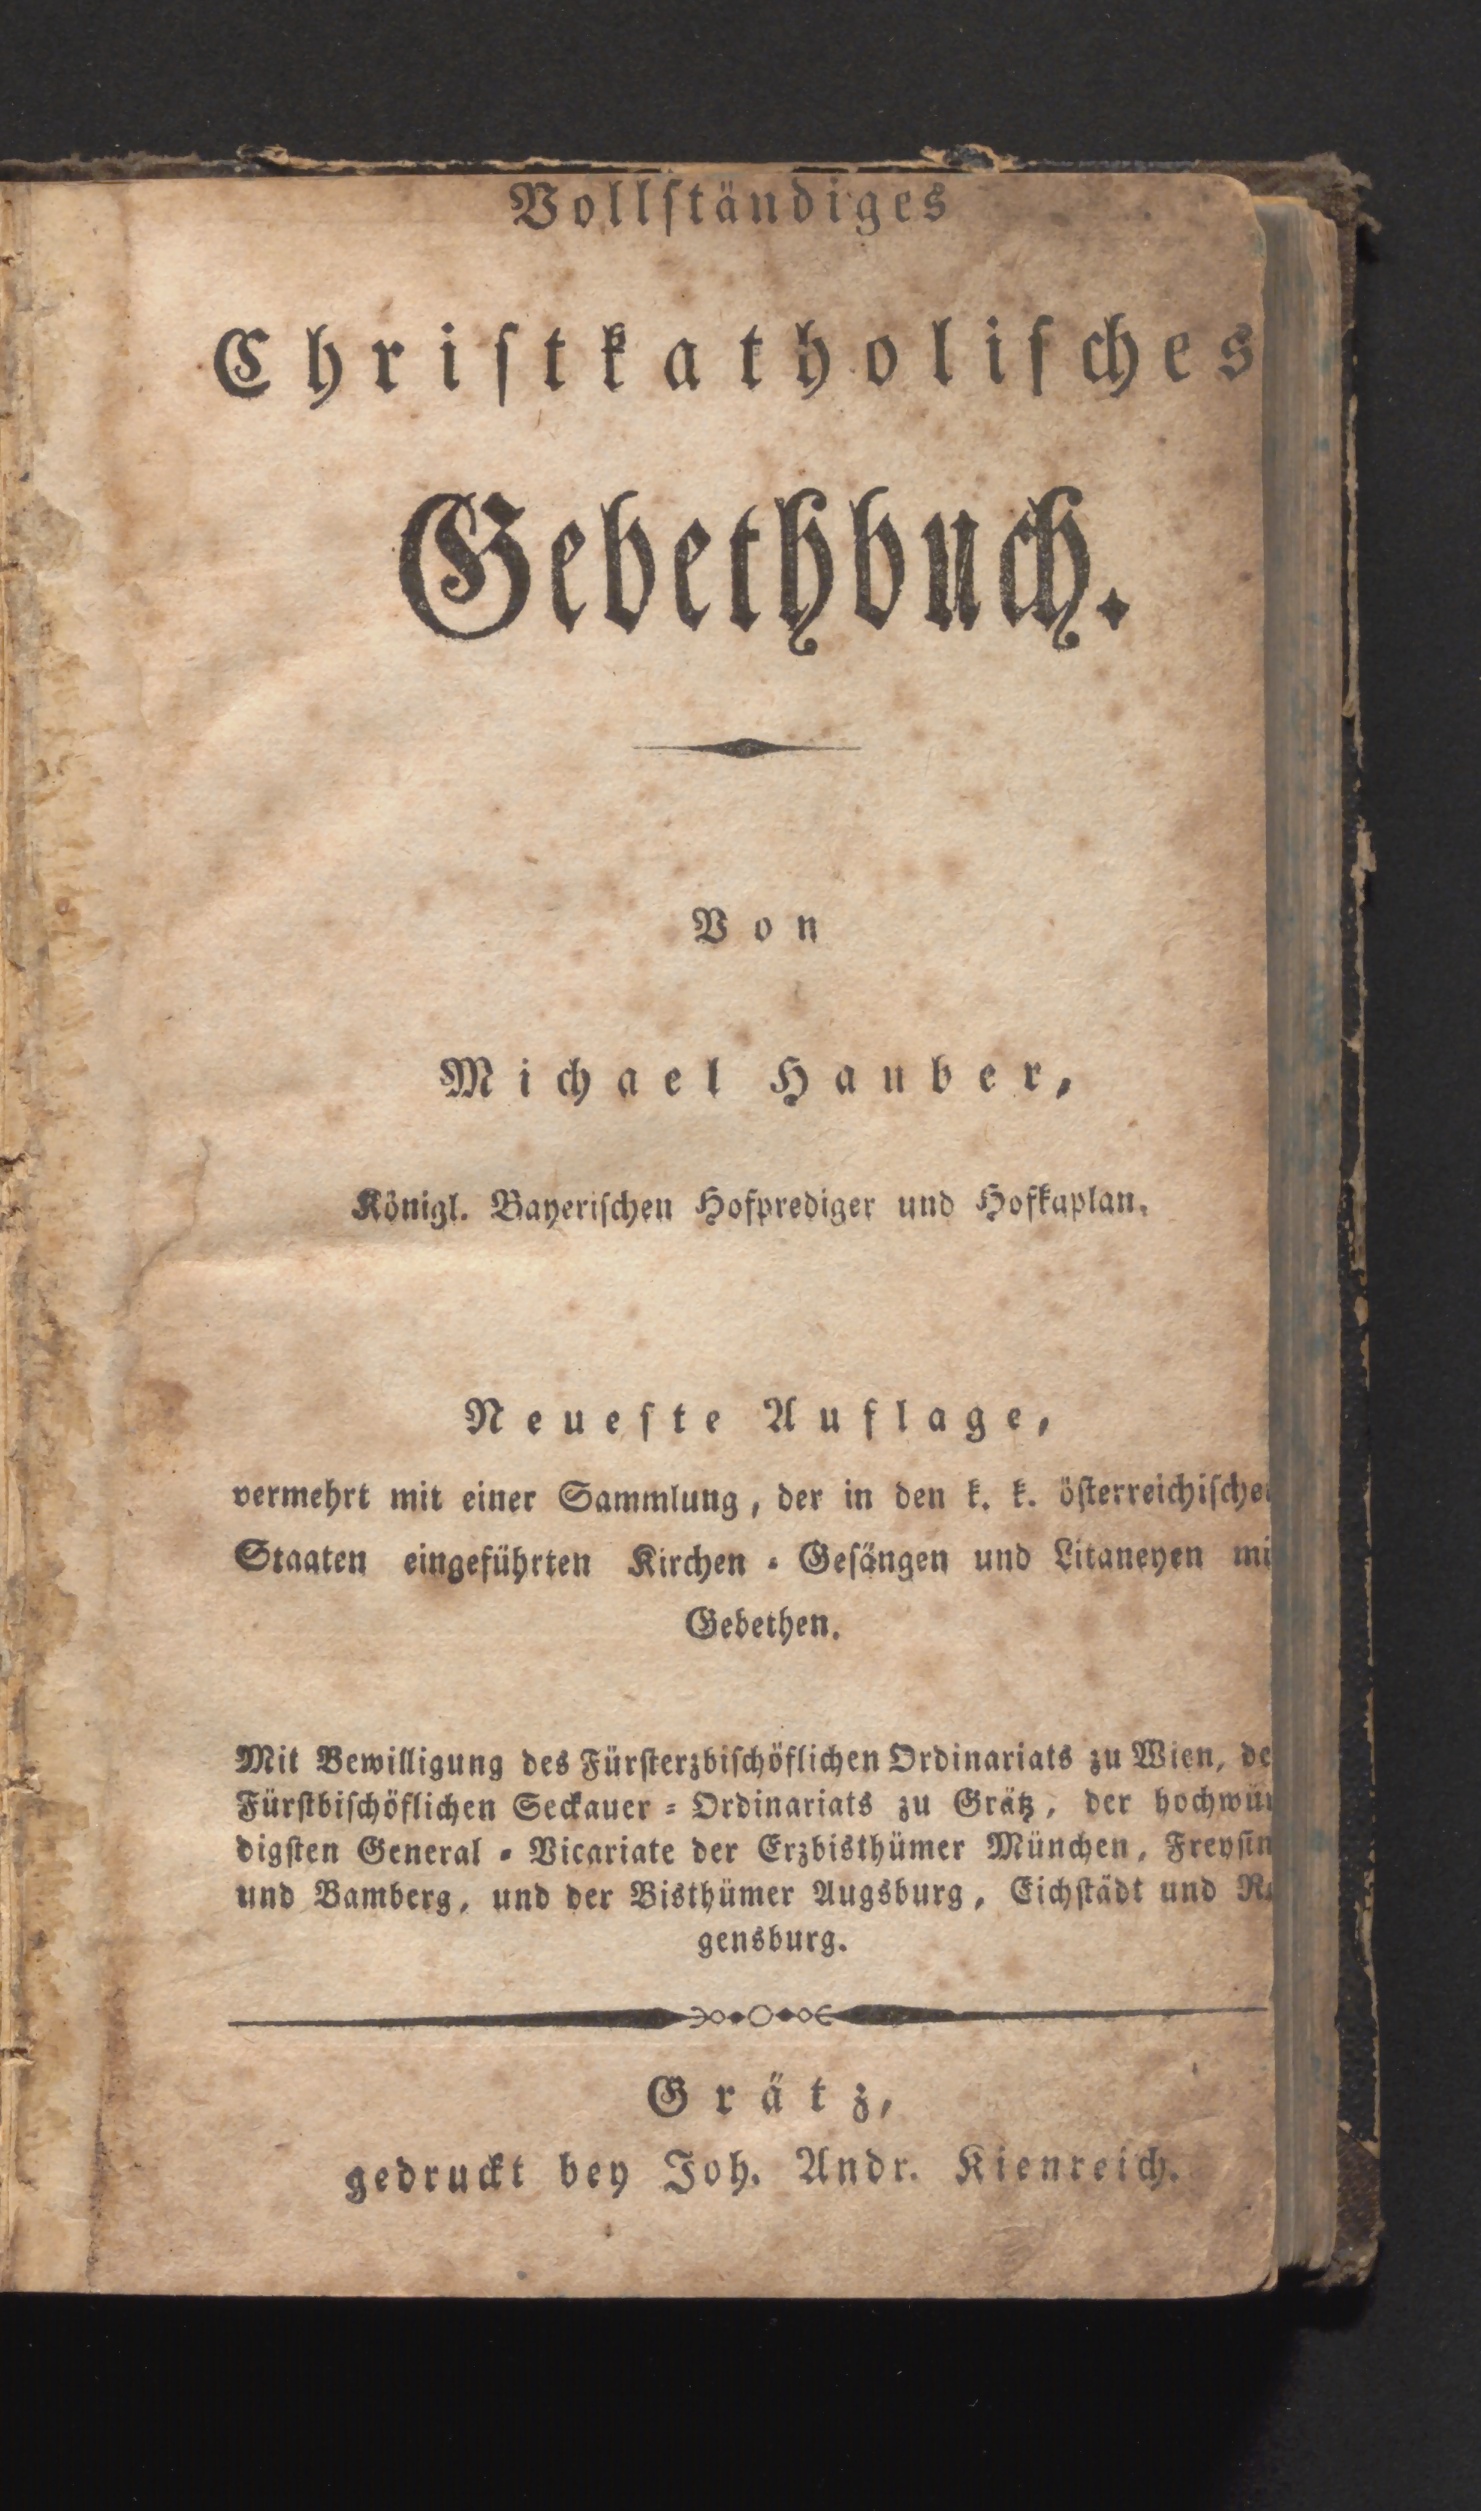 Vollständiges
Christkatholisches
Gebethbuch.
Von
Michael Hauber,
Königl. Bayerischen Hofprediger und Hofkaplan.
Neueste Auflage,
vermehrt mit einer Sammlung, der in den k. k. österreichische
Staaten eingeführten Kirchen - Gesängen und Litaneyen mi
Gebethen.
Mit Bewilligung des Fürsterzbischöflichen Ordinariats zu Wien, de
Fürstbischöflichen Seckauer - Ordinariats zu Grätz, der hochwür
digsten General - Vicariate der Erzbisthümer München, Freysin
und Bamberg, und der Bisthümer Augsburg, Eichstädt und R
gensburg.
Grätz,
gedruckt bey Joh. Andr. Kienreich.